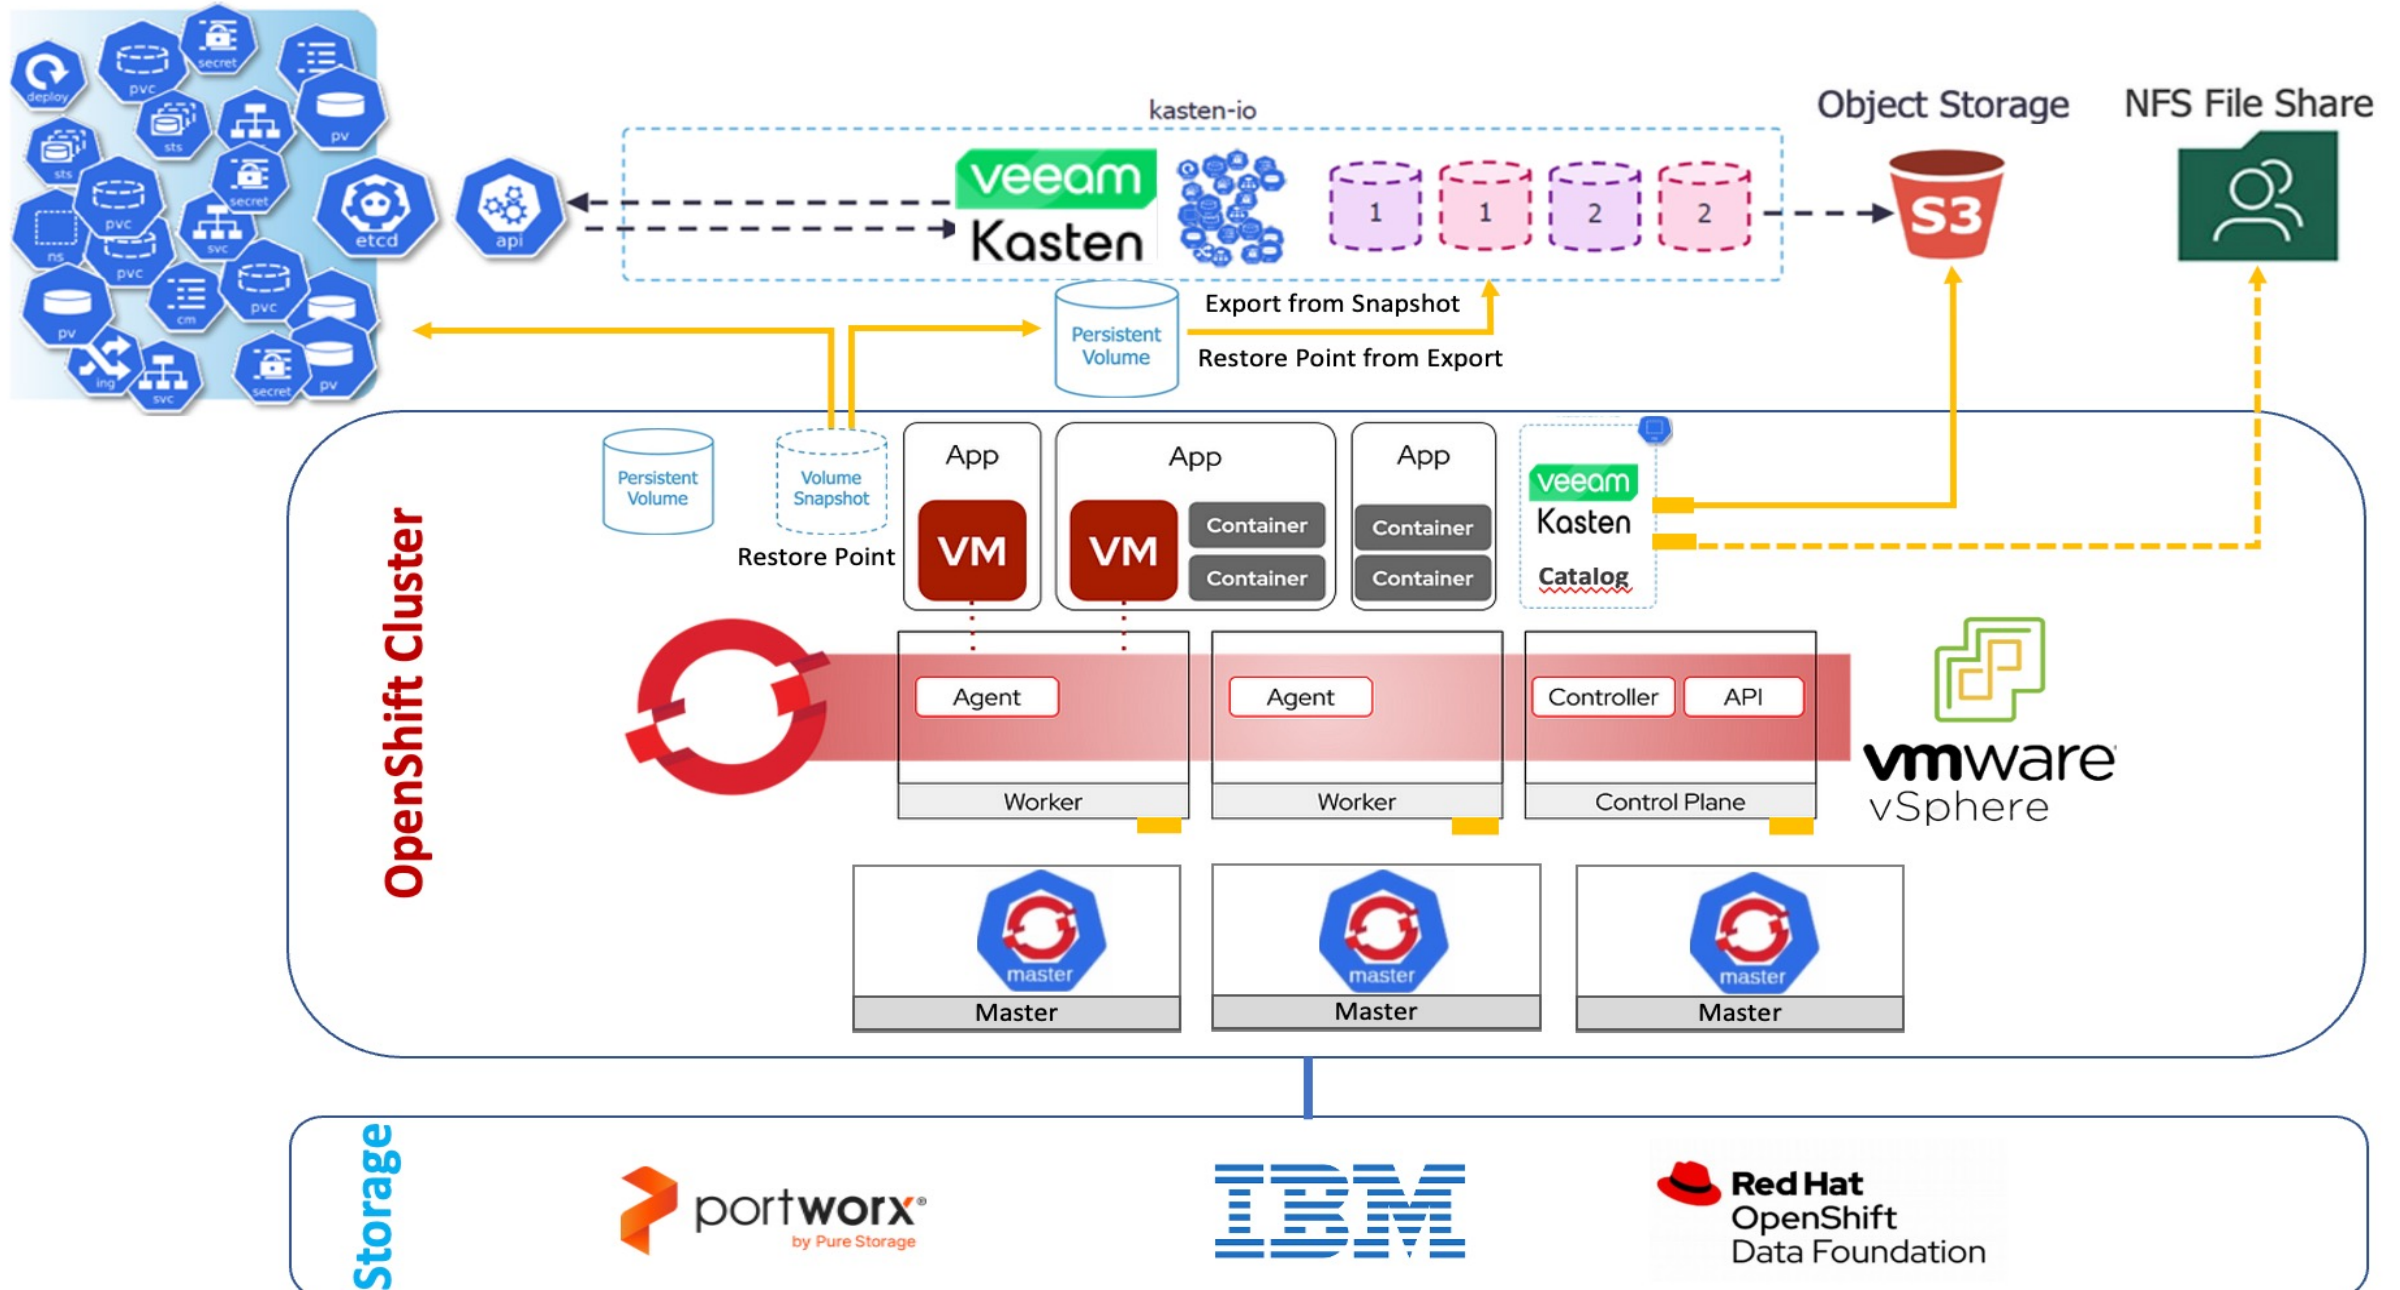 deploy
pvc
secret
pv
sts
sts
pvc
secret
ns
pvc
svc
pv
cm
pvc
ing
svc
secret
pv
etcd
api
kasten-io
veeam
Kasten
1
1
2
2
Object Storage
S3
NFS File Share
Persistent
Volume
Export from Snapshot
Restore Point from Export
OpenShift Cluster
Persistent
Volume
Volume
Snapshot
Restore Point
App
VM
App
VM
Container
Container
App
Container
Container
veeam
Kasten
Catalog
Agent
Worker
Agent
Worker
Controller
API
Control Plane
vmware
vSphere
master
Master
master
Master
master
Master
Storage
portworx®
by Pure Storage
IBM
Red Hat
OpenShift
Data Foundation